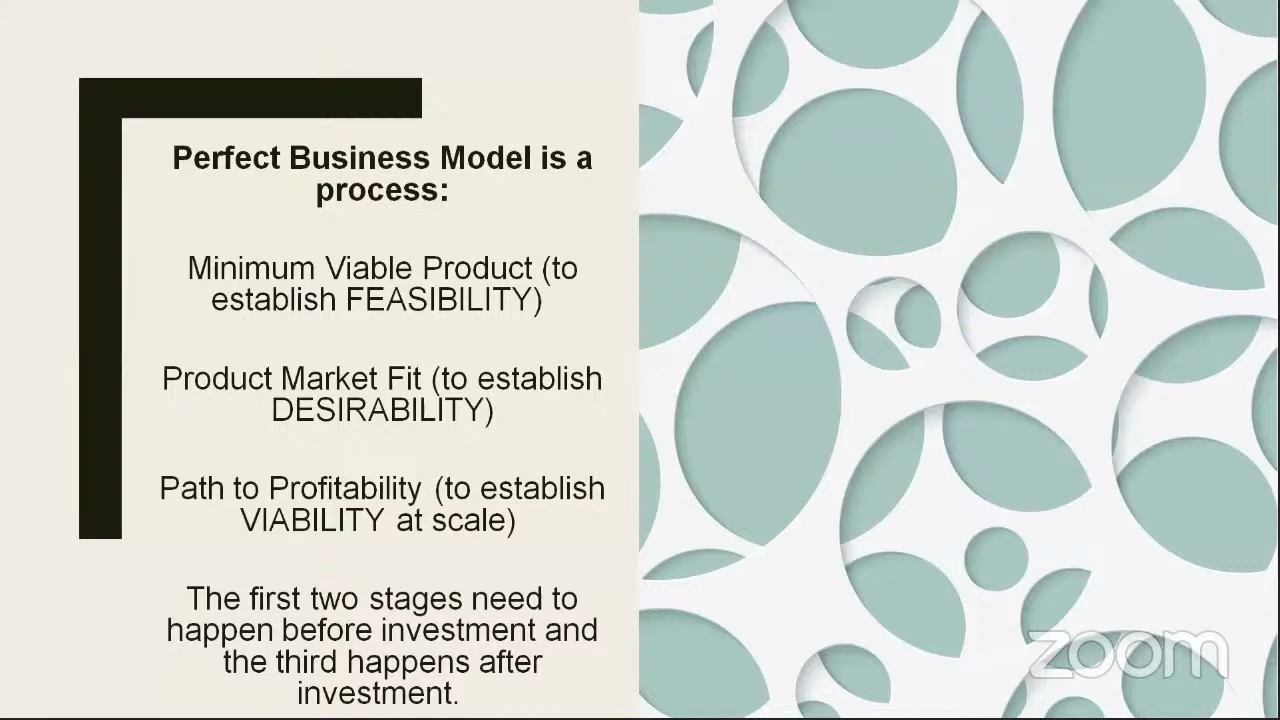 Perfect Business Model is a
process:
Minimum Viable Product (to
establish FEASIBILITY)
Product Market Fit (to establish
DESIRABILITY)
Path to Profitability (to establish
VIABILITY at scale)
The first two stages need to
happen before investment and
the third happens after
investment.
zoom